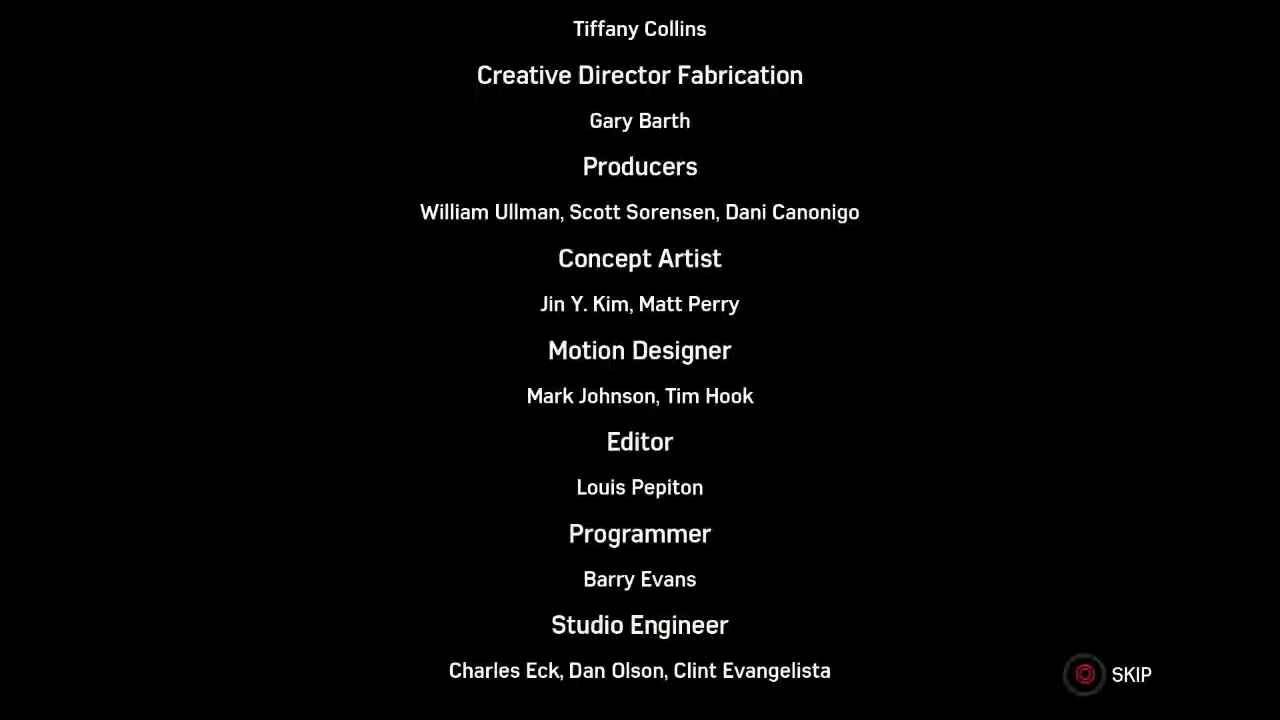 Tiffany Collins
Creative Director Fabrication
Gary Barth
Producers
William Ullman, Scott Sorensen, Dani Canonigo
Concept Artist
Jin Y. Kim, Matt Perry
Motion Designer
Mark Johnson, Tim Hook
Editor
Louis Pepiton
Programmer
Barry Evans
Studio Engineer
Charles Eck, Dan Olson, Clint Evangelista
SKIP